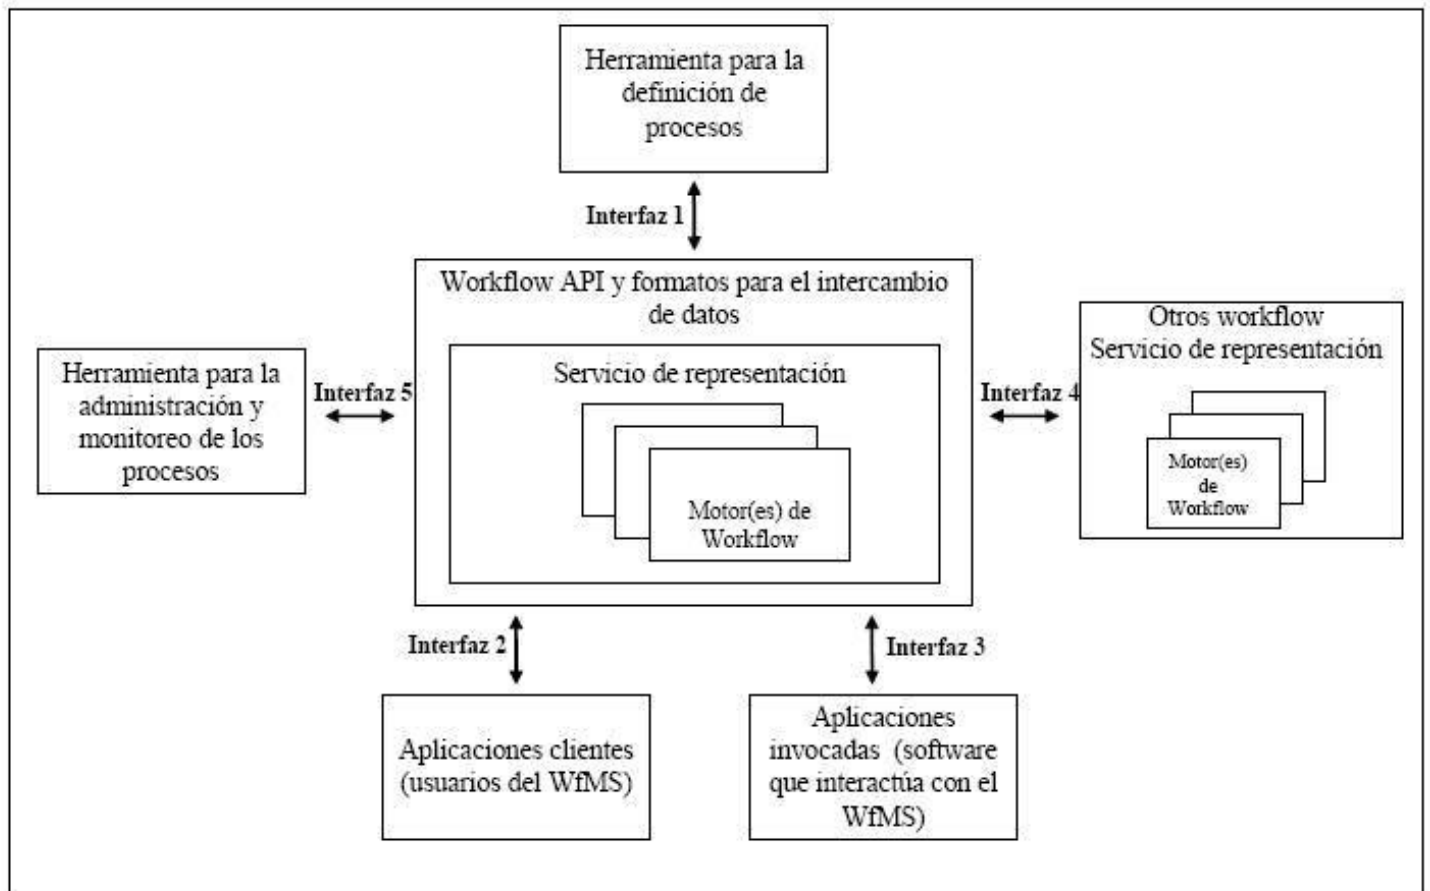 Herramienta para la
definición de
procesos
Interfaz 1
Workflow API y formatos para el intercambio
de datos
Otros workflow
Servicio de representación
Herramienta para la
administración y
monitoreo de los
procesos
Interfaz 5
Servicio de representación
Interfaz 4
Motor(es)
de
Workflow
Motor(es) de
Workflow
Interfaz 2
Interfaz 3
Aplicaciones clientes
(usuarios del WfMS)
Aplicaciones
invocadas (software
que interactúa con el
WfMS)